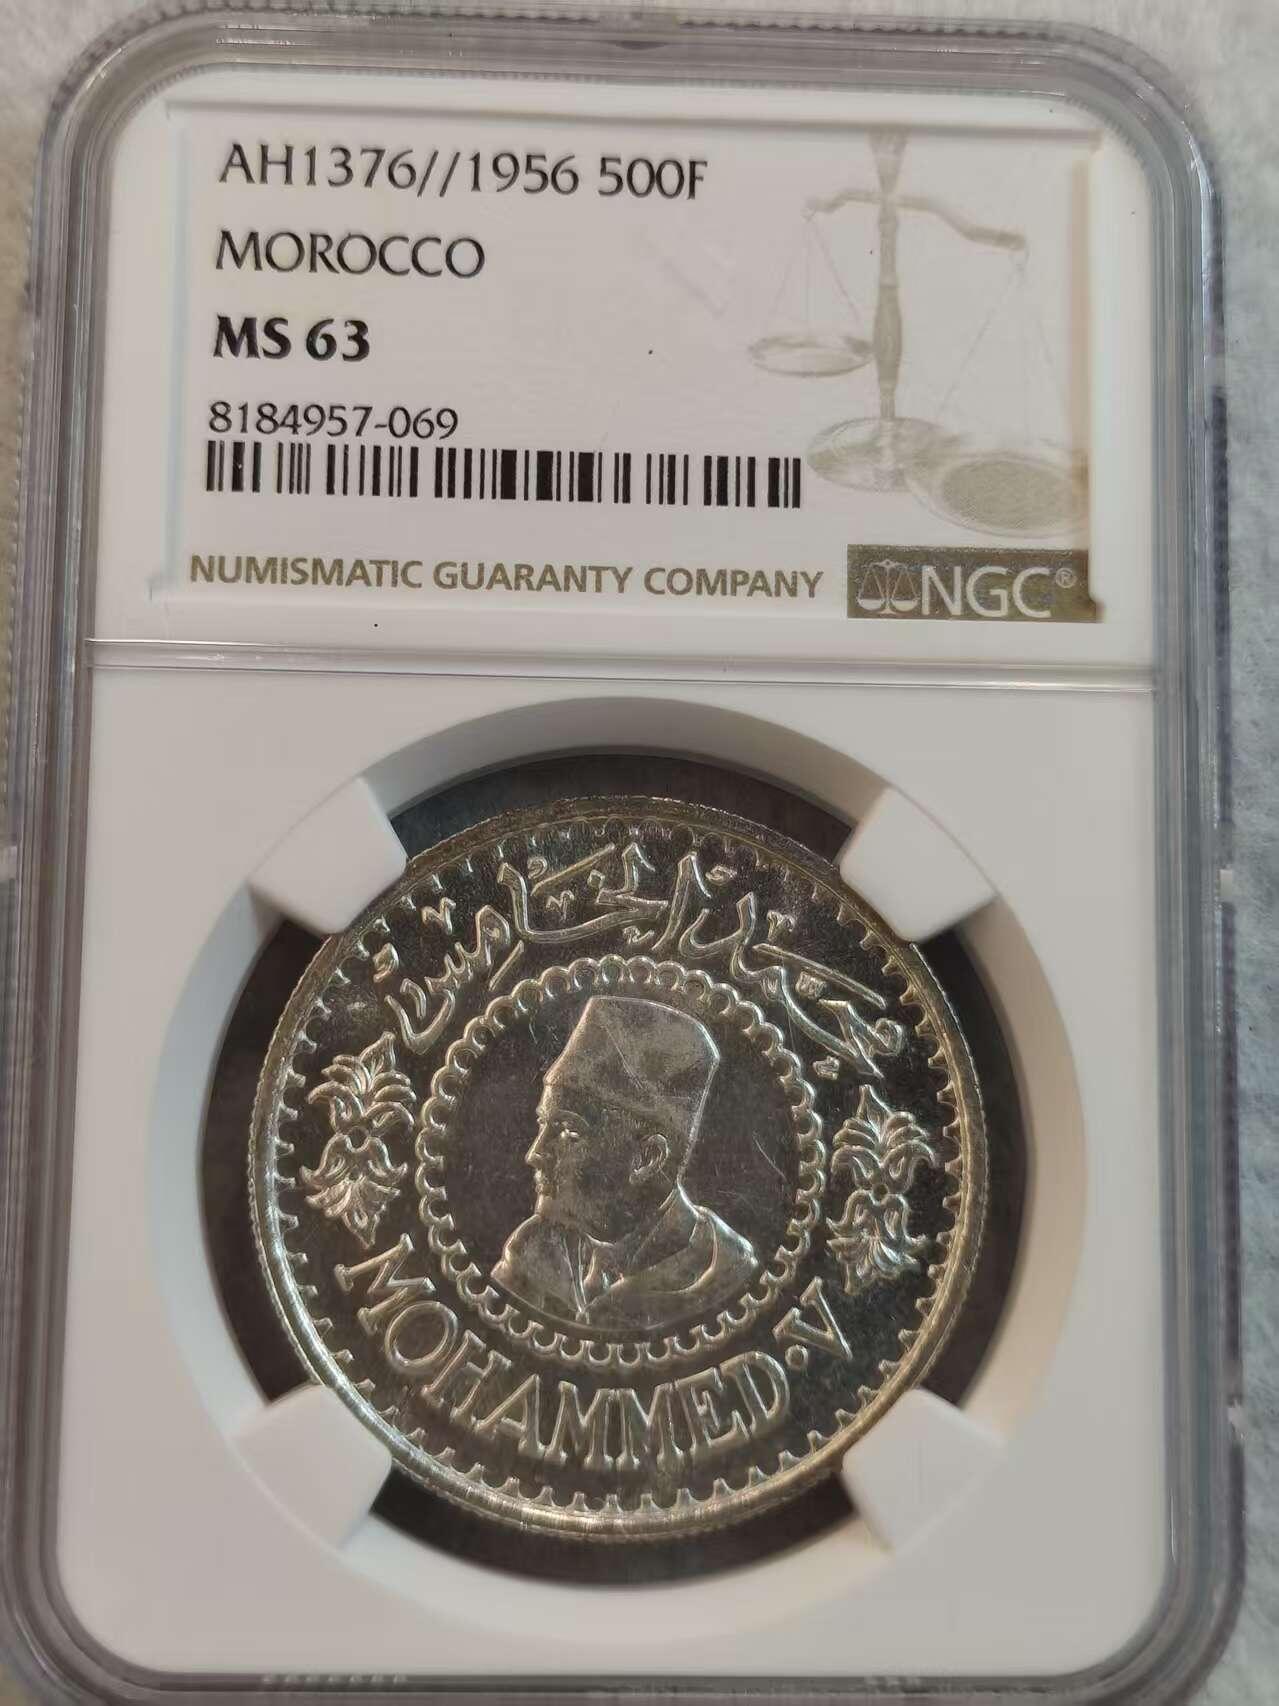 AH1376//1956 500F
MOROCCO
MS 63
8184957-069
NUMISMATIC GUARANTY COMPANY
NGC®
محمد الخامس
MOHAMMED·V